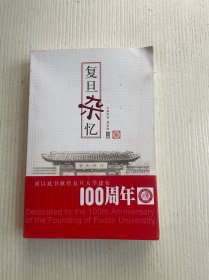 复旦杂忆
谨以此书献给复旦大学建校
100周年
Dedicated to the 100th Anniversary
of the Founding of Fudan University